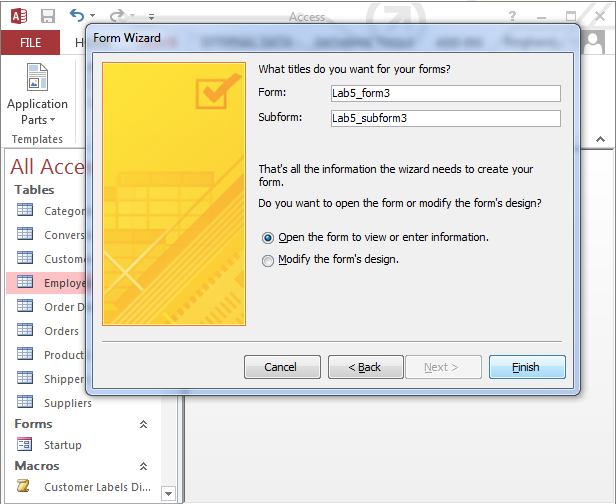 Access
FILE
Form Wizard
What titles do you want for your forms?
Form: Lab5_form3
Subform: Lab5_subform3
That's all the information the wizard needs to create your
form.
Do you want to open the form or modify the form's design?
Open the form to view or enter information.
Modify the form's design.
Cancel < Back Next > Finish
Application
Parts
Templates
All Acce
Tables
Categor
Convers
Custome
Employe
Order D
Orders
Product
Shipper
Suppliers
Forms
Startup
Macros
Customer Labels Di...